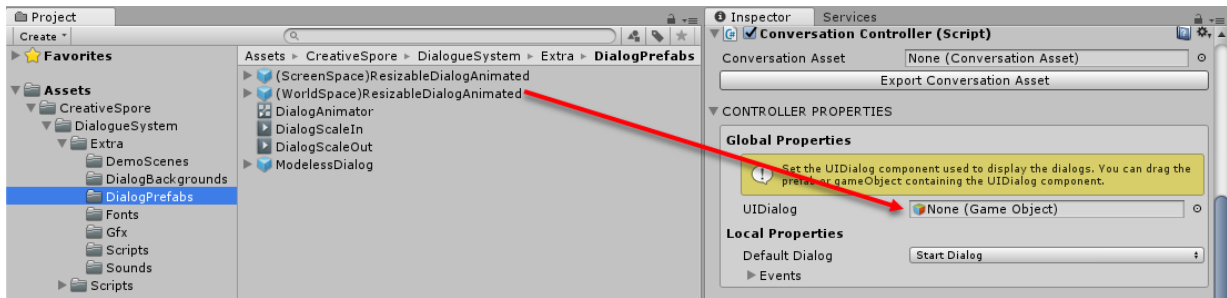 Project
Create
Favorites
Assets
CreativeSpore
DialogueSystem
Extra
DemoScenes
DialogBackgrounds
DialogPrefabs
Fonts
Gfx
Scripts
Sounds
Scripts
Assets ▸ CreativeSpore ▸ DialogueSystem ▸ Extra ▸ DialogPrefabs
(ScreenSpace)ResizableDialogAnimated
(WorldSpace)ResizableDialogAnimated
DialogAnimator
DialogScaleIn
DialogScaleOut
ModelessDialog
Inspector Services
Conversation Controller (Script)
Conversation Asset None (Conversation Asset)
Export Conversation Asset
CONTROLLER PROPERTIES
Global Properties
Set the UIDialog component used to display the dialogs. You can drag the
prefab or gameObject containing the UIDialog component.
UIDialog None (Game Object)
Local Properties
Default Dialog Start Dialog
Events